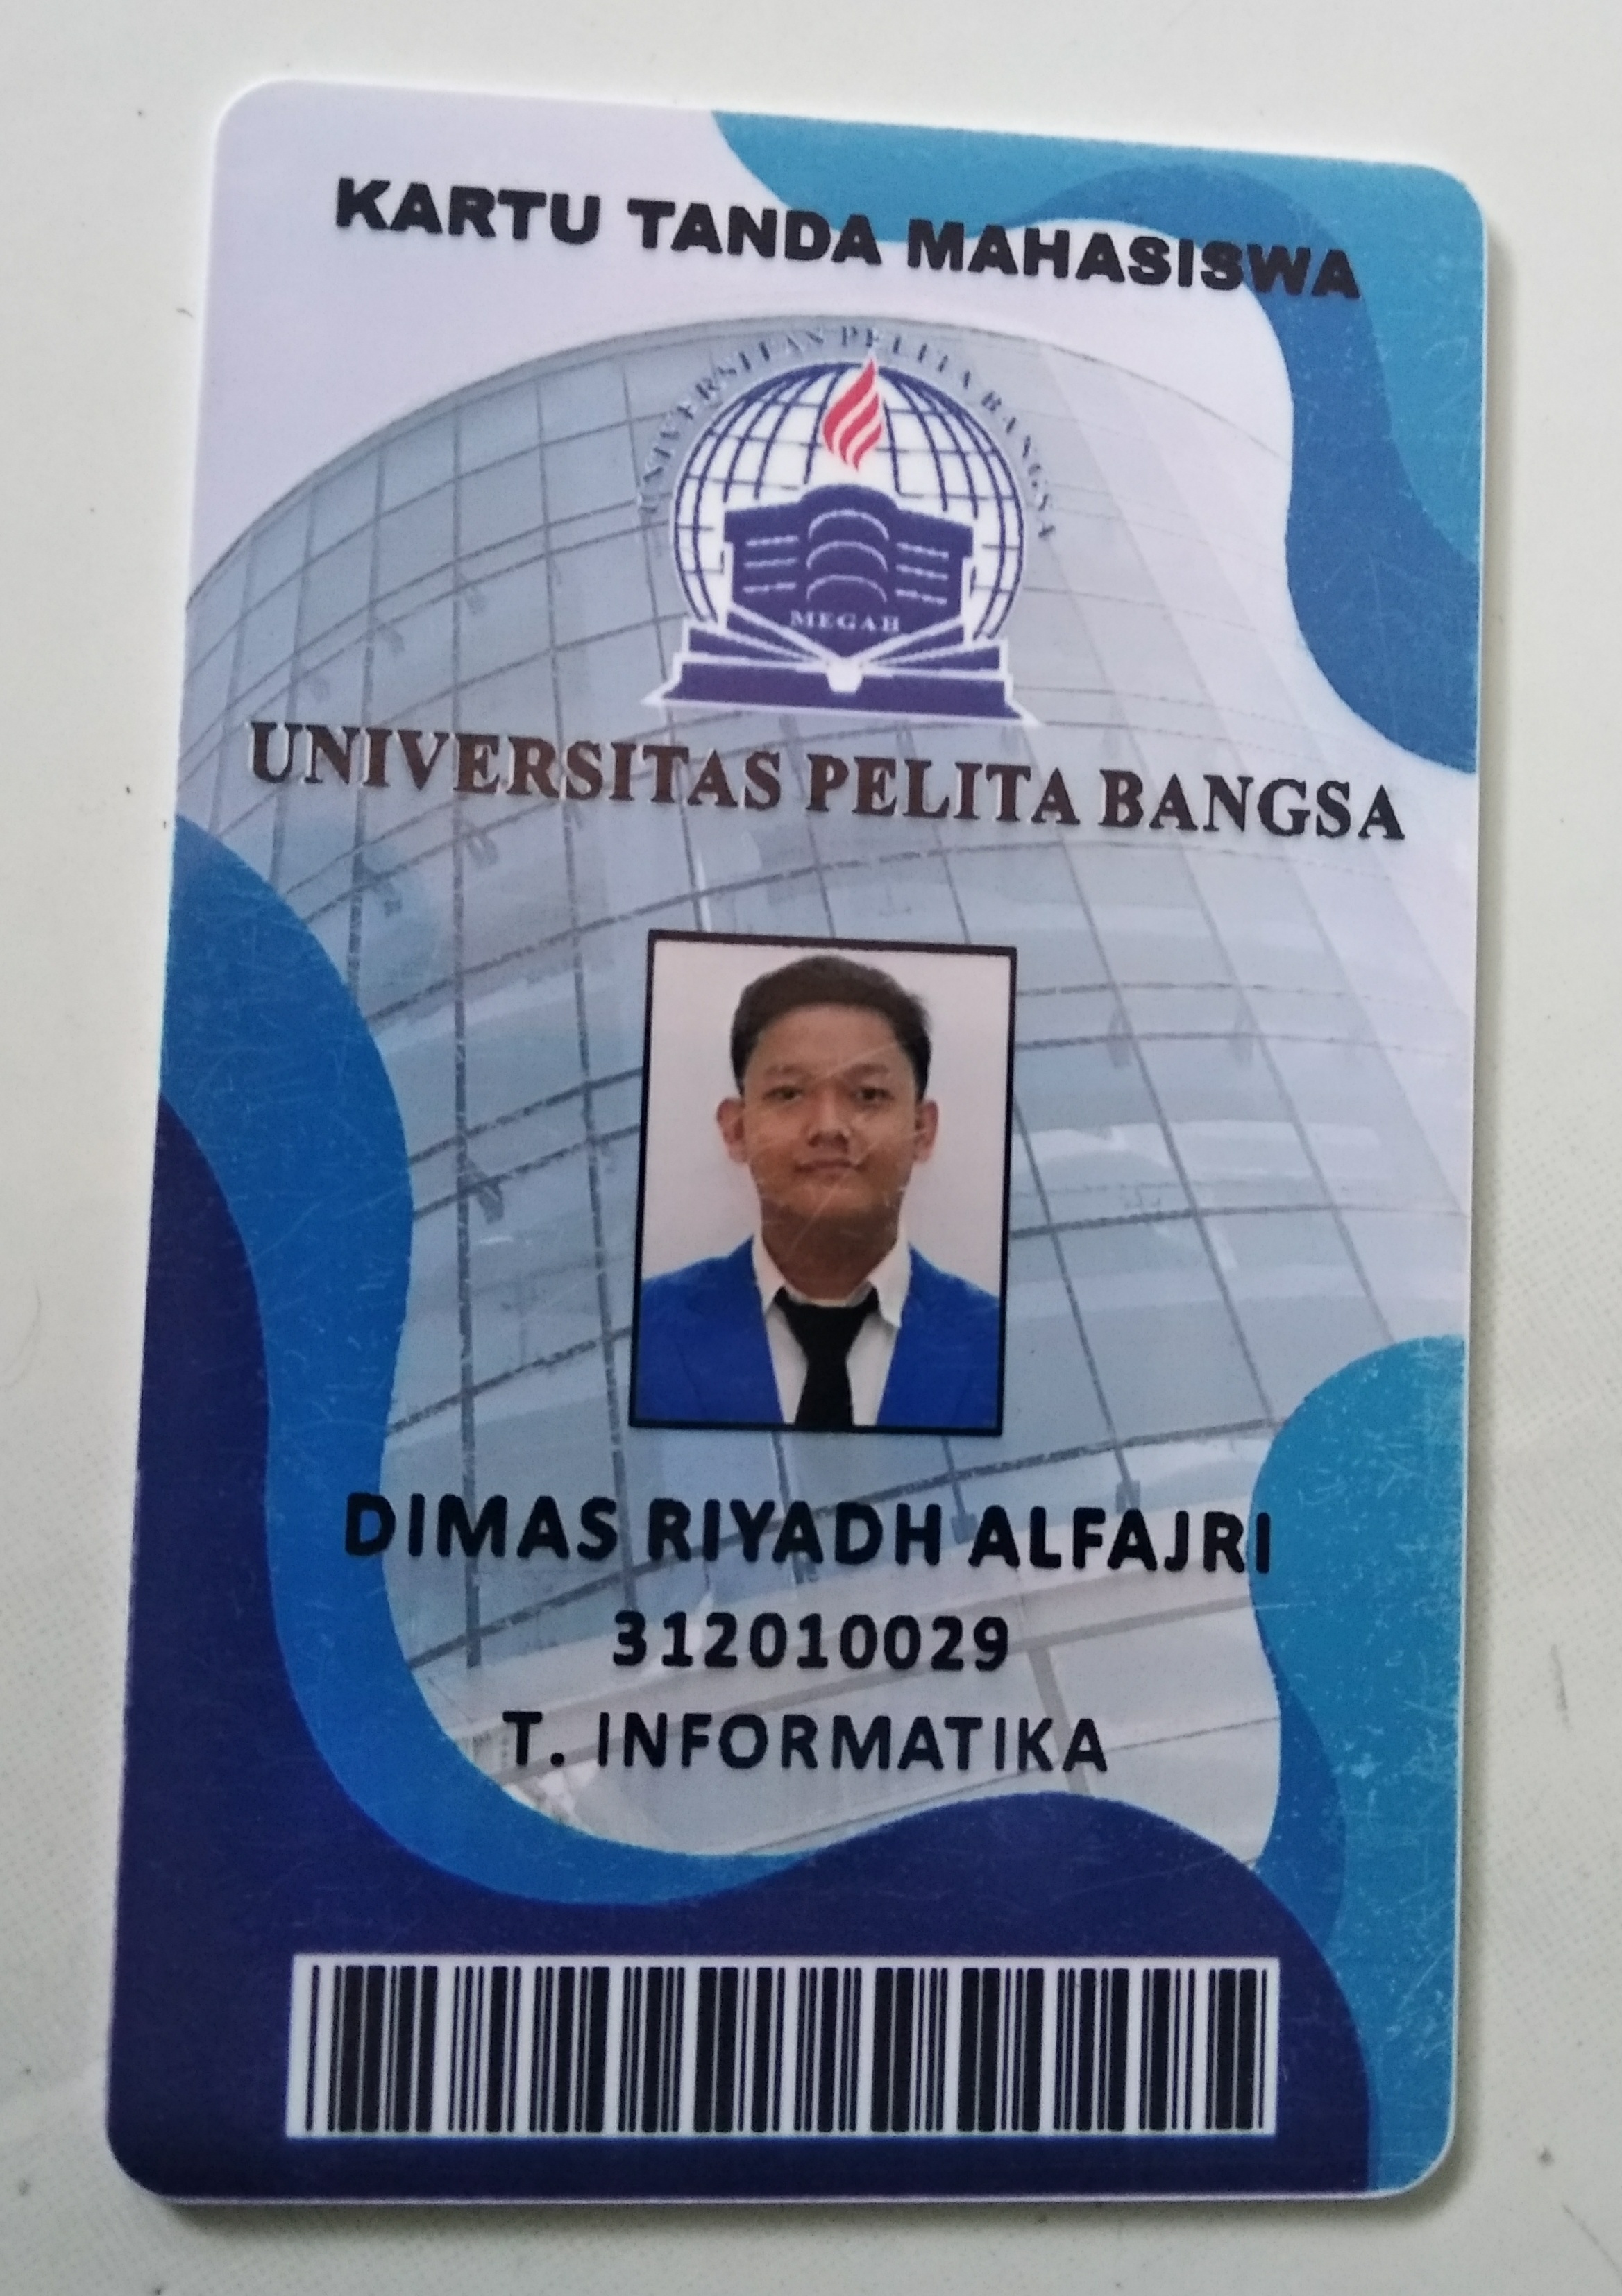 KARTU TANDA MAHASISWA
UNIVERSITAS PELITA BANGSA
MEGAH
UNIVERSITAS PELITA BANGSA
DIMAS RIYADH ALFAJRI
312010029
T. INFORMATIKA